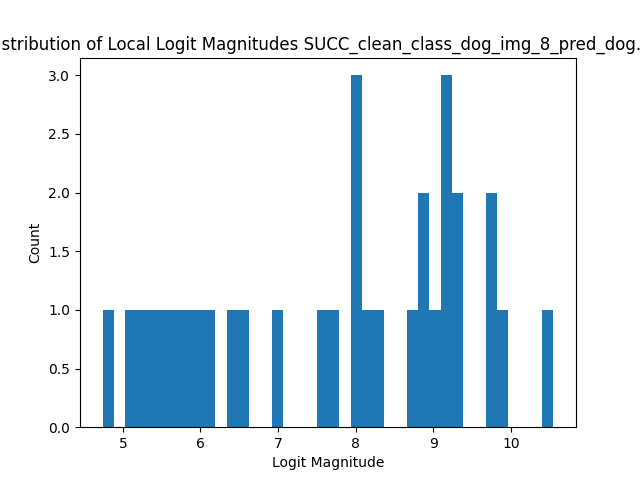 stribution of Local Logit Magnitudes SUCC_clean_class_dog_img_8_pred_dog.
3.0
2.5
2.0
1.5
1.0
0.5
0.0
Count
5 6 7 8 9 10
Logit Magnitude